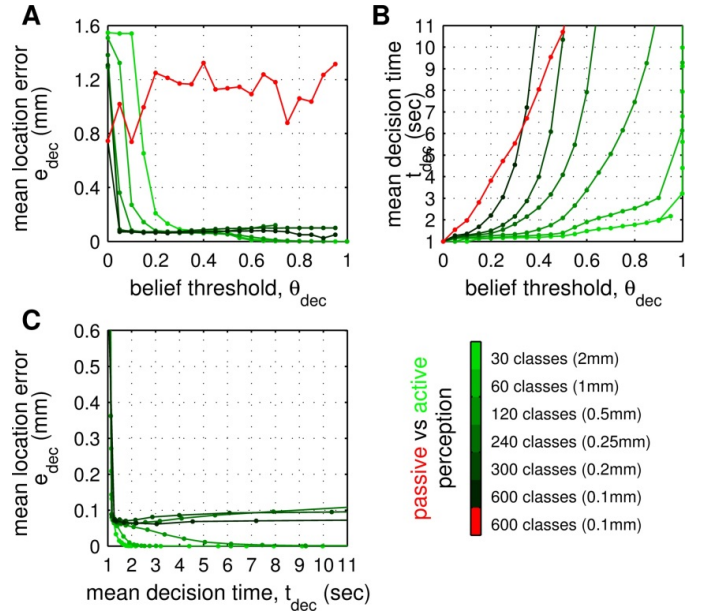 A
mean location error
e_dec (mm)
1.6
1.2
0.8
0.4
0
0 0.2 0.4 0.6 0.8 1
belief threshold, θ_dec
B
mean decision time
t_dec (sec)
11
10
9
8
7
6
5
4
3
2
1
0 0.2 0.4 0.6 0.8 1
belief threshold, θ_dec
C
mean location error
e_dec (mm)
0.6
0.5
0.4
0.3
0.2
0.1
0
1 2 3 4 5 6 7 8 9 10 11
mean decision time, t_dec (sec)
passive vs active
perception
30 classes (2mm)
60 classes (1mm)
120 classes (0.5mm)
240 classes (0.25mm)
300 classes (0.2mm)
600 classes (0.1mm)
600 classes (0.1mm)